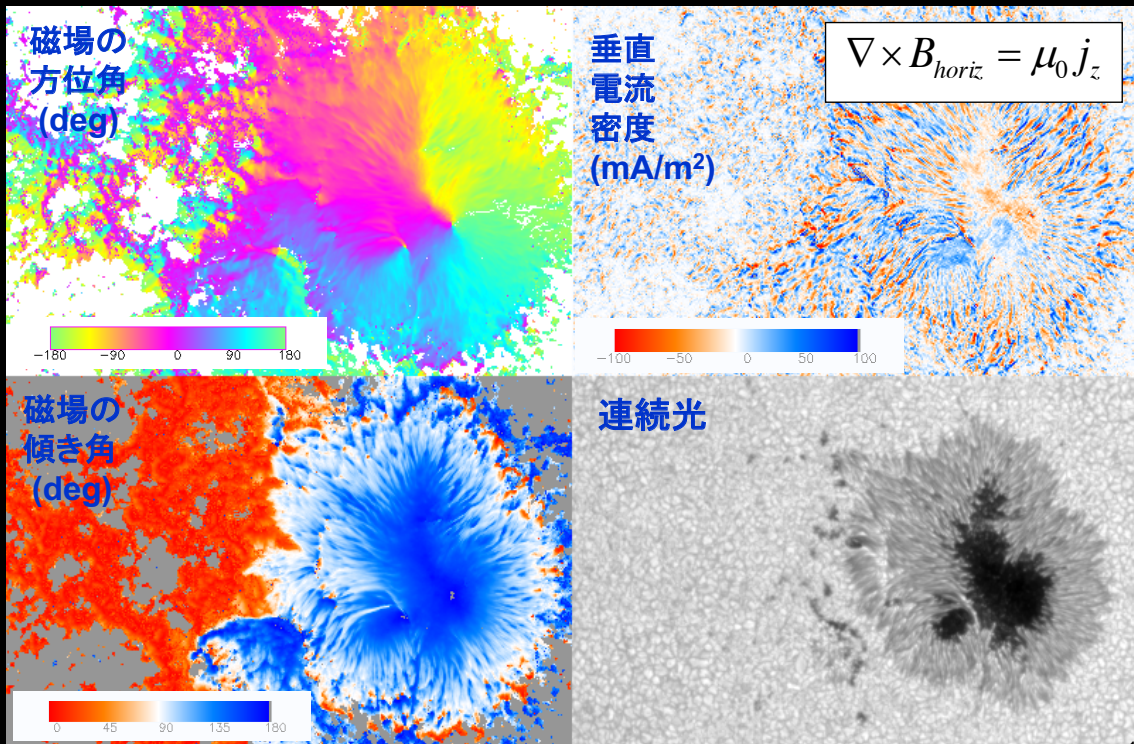 磁場の
方位角
(deg)
−180 −90 0 90 180
垂直
電流
密度
(mA/m²)
∇ × B_horiz = μ₀ j_z
−100 −50 0 50 100
磁場の
傾き角
(deg)
0 45 90 135 180
連続光